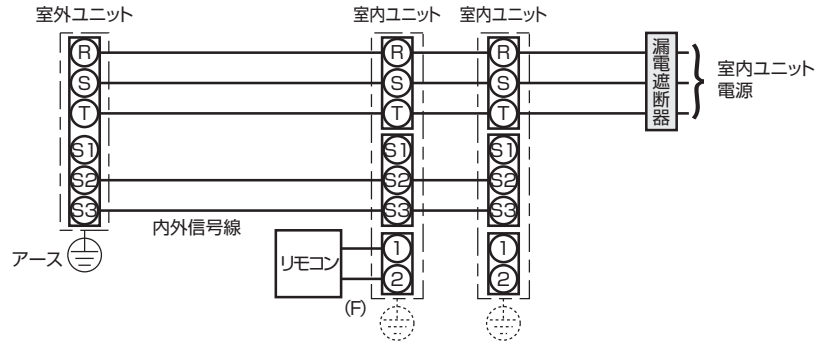 室外ユニット
室内ユニット
室内ユニット
R
S
T
S1
S2
S3
R
S
T
S1
S2
S3
1
2
R
S
T
S1
S2
S3
1
2
漏電遮断器
室内ユニット
電源
内外信号線
アース
リモコン
(F)